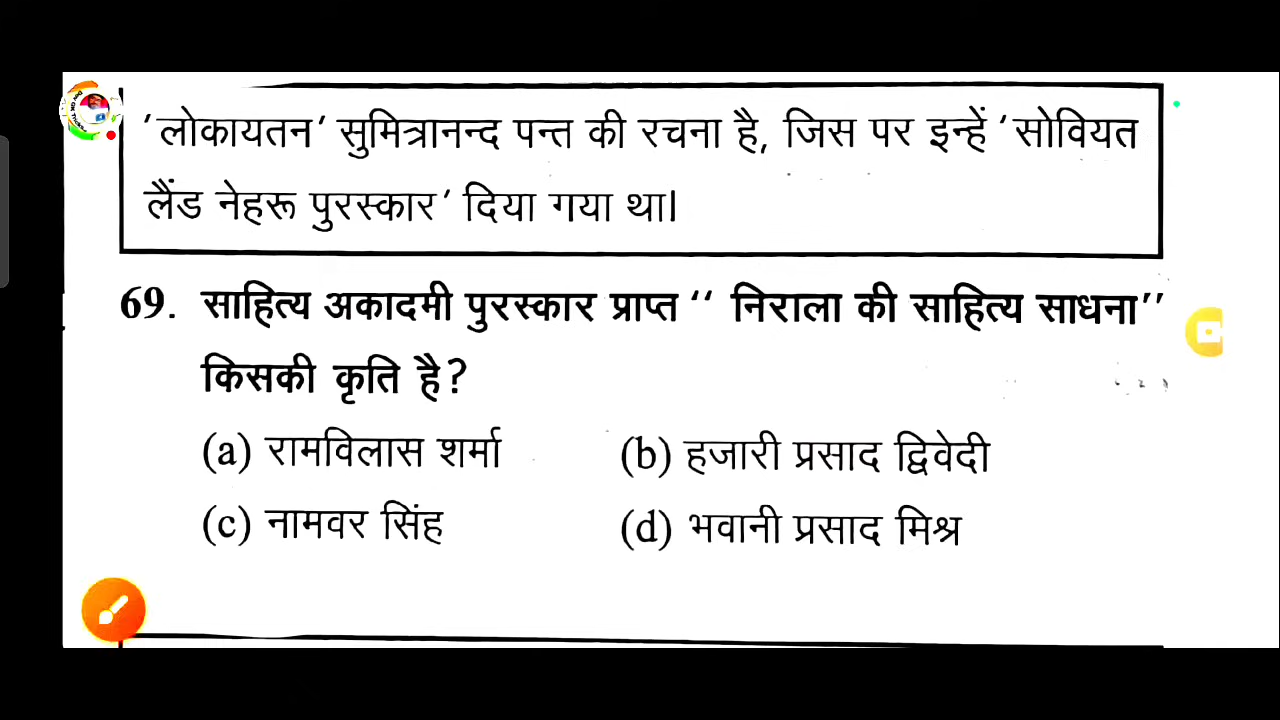 'लोकायतन' सुमित्रानन्द पन्त की रचना है, जिस पर इन्हें 'सोवियत
लैंड नेहरू पुरस्कार' दिया गया था।
69. साहित्य अकादमी पुरस्कार प्राप्त ‘‘ निराला की साहित्य साधना’’
किसकी कृति है?
(a) रामविलास शर्मा (b) हजारी प्रसाद द्विवेदी
(c) नामवर सिंह (d) भवानी प्रसाद मिश्र